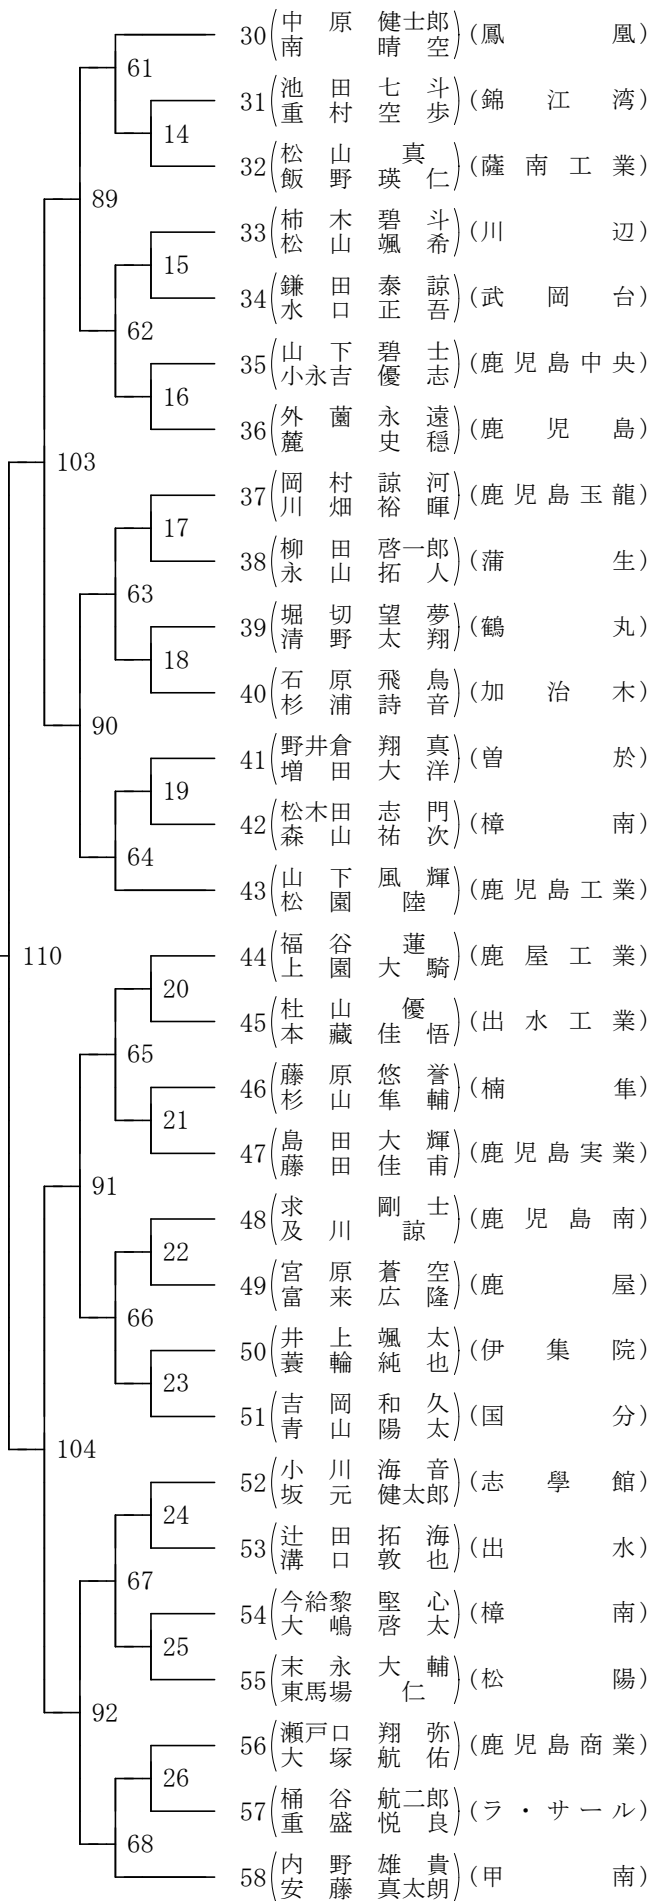 30 中原 健士郎 (鳳凰)
南 晴空
61
31 池田 七斗 (錦江湾)
重村 空歩
14
32 松山 真 (薩南工業)
飯野 瑛仁
89
33 柿木 碧斗 (川辺)
松山 颯希
15
34 鎌田 泰諒 (武岡台)
水口 正吾
62
35 山下 碧士 (鹿児島中央)
小永吉 優志
16
36 外薗 永遠 (鹿児島)
麓 史穏
103
37 岡村 諒河 (鹿児島玉龍)
川畑 裕暉
17
38 柳田 啓一郎 (蒲生)
永山 拓人
63
39 堀切 望夢 (鶴丸)
清野 太翔
18
40 石原 飛鳥 (加治木)
杉浦 詩音
90
41 野井倉 翔真 (曽於)
増田 大洋
19
42 松木田 志門 (樟南)
森山 祐次
64
43 山下 風輝 (鹿児島工業)
松園 陸
110
44 福谷 蓮 (鹿屋工業)
上園 大騎
20
45 杜山 優 (出水工業)
本藏 佳悟
65
46 藤原 悠誉 (楠隼)
杉山 隼輔
21
47 島田 大輝 (鹿児島実業)
藤田 佳甫
91
48 求 剛士 (鹿児島南)
及川 諒
22
49 宮原 蒼空 (鹿屋)
富来 広隆
66
50 井上 颯太 (伊集院)
蓑輪 純也
23
51 吉岡 和久 (国分)
青山 陽太
104
52 小川 海音 (志學館)
坂元 健太郎
24
53 辻田 拓海 (出水)
溝口 敦也
67
54 今給黎 堅心 (樟南)
大嶋 啓太
25
55 末永 大輔 (松陽)
東馬場 仁
92
56 瀬戸口 翔弥 (鹿児島商業)
大塚 航佑
26
57 桶谷 航二郎 (ラ・サール)
重盛 悦良
68
58 内野 雄貴 (甲南)
安藤 真太朗